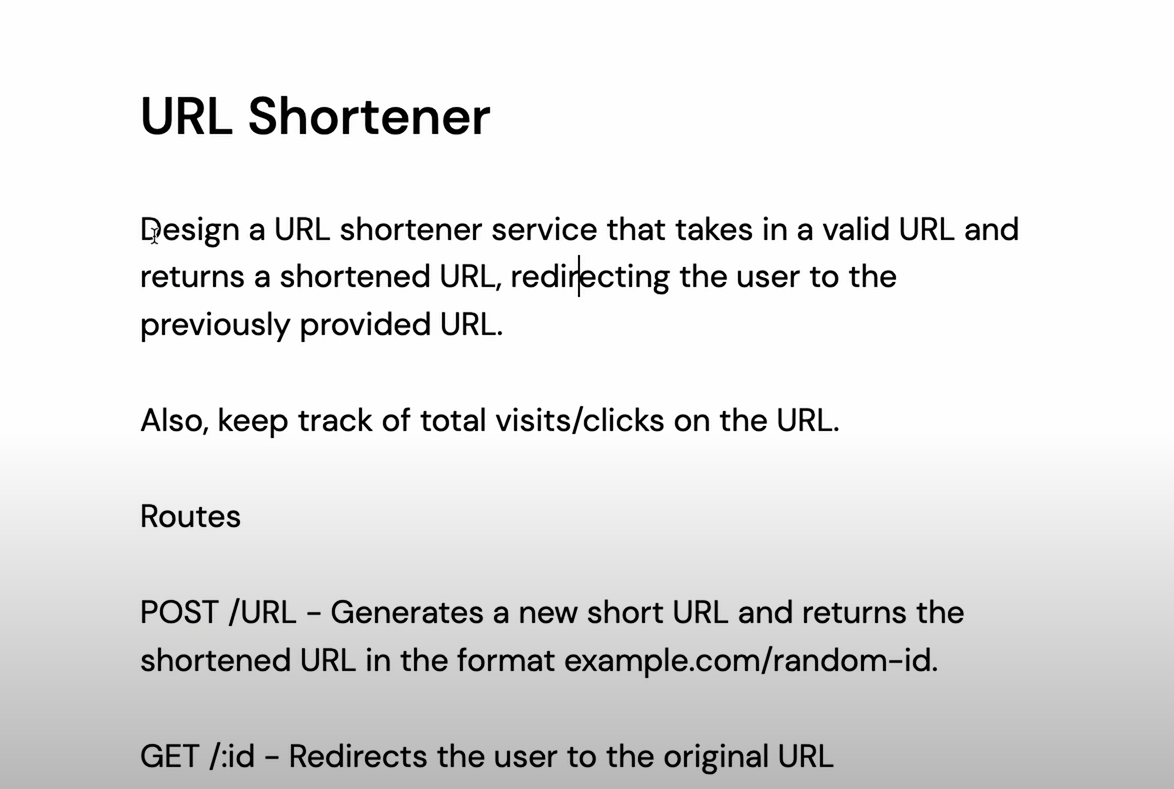 URL Shortener
Design a URL shortener service that takes in a valid URL and
returns a shortened URL, redirecting the user to the
previously provided URL.
Also, keep track of total visits/clicks on the URL.
Routes
POST /URL – Generates a new short URL and returns the
shortened URL in the format example.com/random-id.
GET /:id – Redirects the user to the original URL